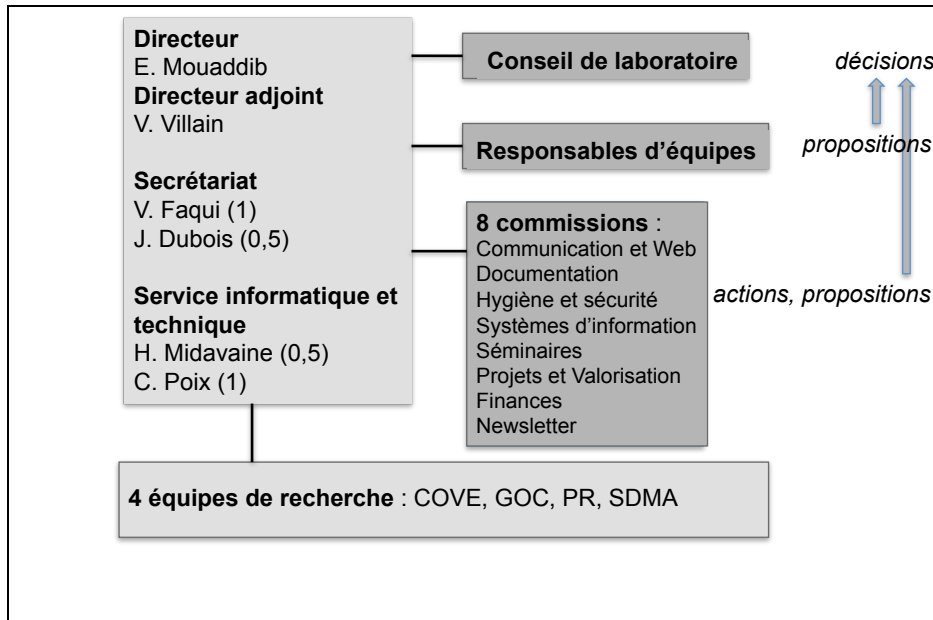 Directeur
E. Mouaddib
Directeur adjoint
V. Villain
Secrétariat
V. Faqui (1)
J. Dubois (0,5)
Service informatique et
technique
H. Midavaine (0,5)
C. Poix (1)
Conseil de laboratoire
Responsables d’équipes
8 commissions :
Communication et Web
Documentation
Hygiène et sécurité
Systèmes d’information
Séminaires
Projets et Valorisation
Finances
Newsletter
décisions
propositions
actions, propositions
4 équipes de recherche : COVE, GOC, PR, SDMA